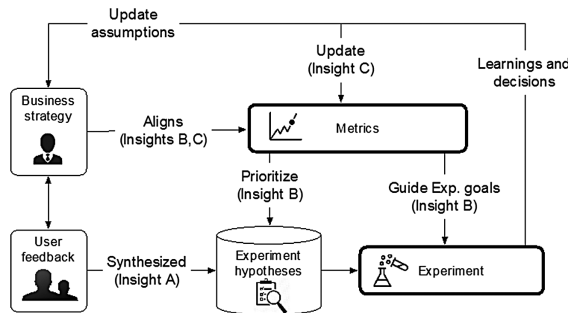 Update
assumptions
Update
(Insight C)
Learnings and
decisions
Business
strategy
Aligns
(Insights B,C)
Metrics
Prioritize
(Insight B)
Guide Exp. goals
(Insight B)
User
feedback
Synthesized
(Insight A)
Experiment
hypotheses
Experiment